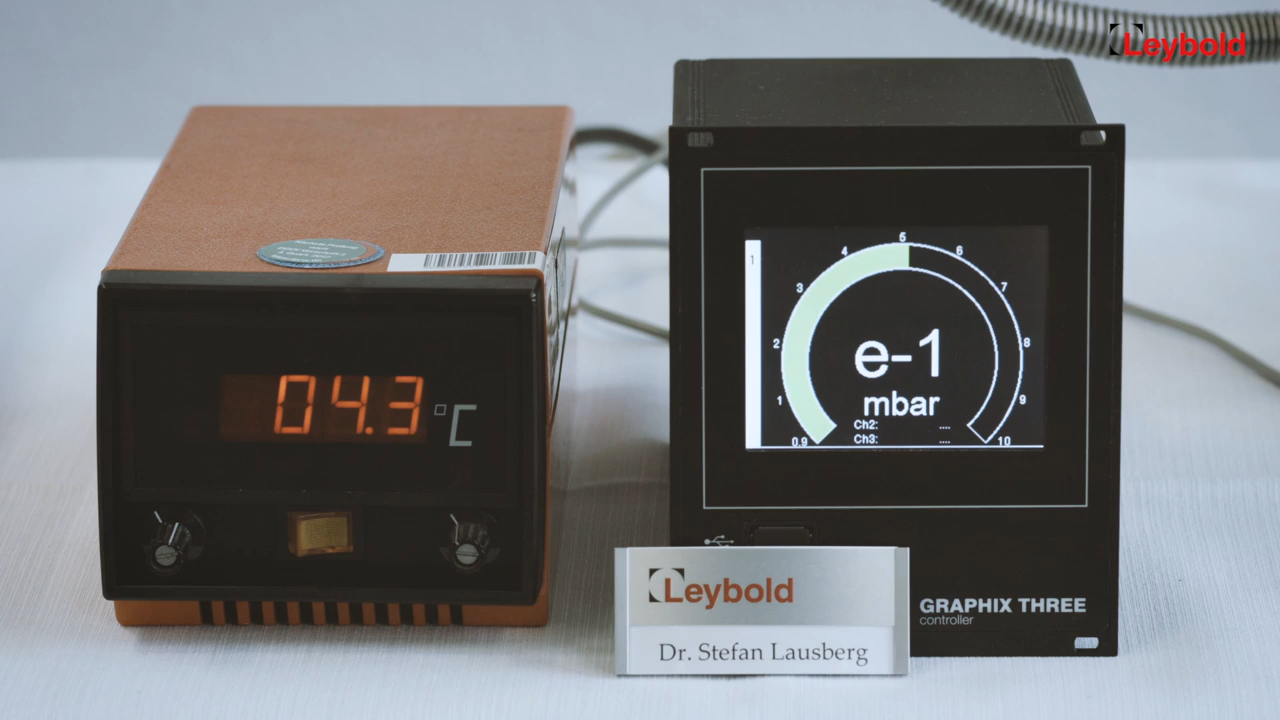 Leybold
04.3 °C
1
5
4
6
3
7
2
8
1
9
0.9
10
e-1
mbar
Ch2: ....
Ch3: ....
Leybold
Dr. Stefan Lausberg
GRAPHIX THREE
controller